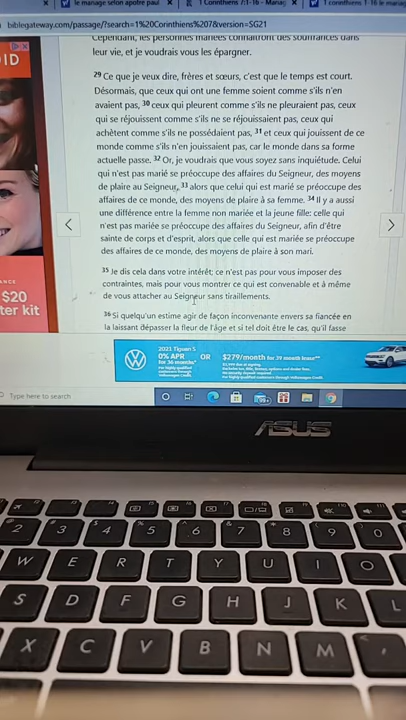 le mariage selon apôtre paul
1 Corinthiens 7:1-16 - Mariag
1 corinthiens 1-16 le mariag
biblegateway.com/passage/?search=1%20Corinthiens%207&version=SG21
Cependant, les personnes mariées connaîtront des souffrances dans
leur vie, et je voudrais vous les épargner.
29 Ce que je veux dire, frères et sœurs, c'est que le temps est court.
Désormais, que ceux qui ont une femme soient comme s'ils n'en
avaient pas, 30 ceux qui pleurent comme s'ils ne pleuraient pas, ceux
qui se réjouissent comme s'ils ne se réjouissaient pas, ceux qui
achètent comme s'ils ne possédaient pas, 31 et ceux qui jouissent de ce
monde comme s'ils n'en jouissaient pas, car le monde dans sa forme
actuelle passe. 32 Or, je voudrais que vous soyez sans inquiétude. Celui
qui n'est pas marié se préoccupe des affaires du Seigneur, des moyens
de plaire au Seigneur, 33 alors que celui qui est marié se préoccupe des
affaires de ce monde, des moyens de plaire à sa femme. 34 Il y a aussi
une différence entre la femme non mariée et la jeune fille: celle qui
n'est pas mariée se préoccupe des affaires du Seigneur, afin d'être
sainte de corps et d'esprit, alors que celle qui est mariée se préoccupe
des affaires de ce monde, des moyens de plaire à son mari.
35 Je dis cela dans votre intérêt; ce n'est pas pour vous imposer des
contraintes, mais pour vous montrer ce qui est convenable et à même
de vous attacher au Seigneur sans tiraillements.
36 Si quelqu'un estime agir de façon inconvenante envers sa fiancée en
la laissant dépasser la fleur de l'âge et si tel doit être le cas, qu'il fasse
ID
ANCE
$20
ter kit
2021 Tiguan S
0% APR OR $279/month for 39 month lease
for 36 months
Type here to search
99+
ASUS
2 3 4 5 6 7 8 9 0
W E R T Y U I O
S D F G H J K L
X C V B N M